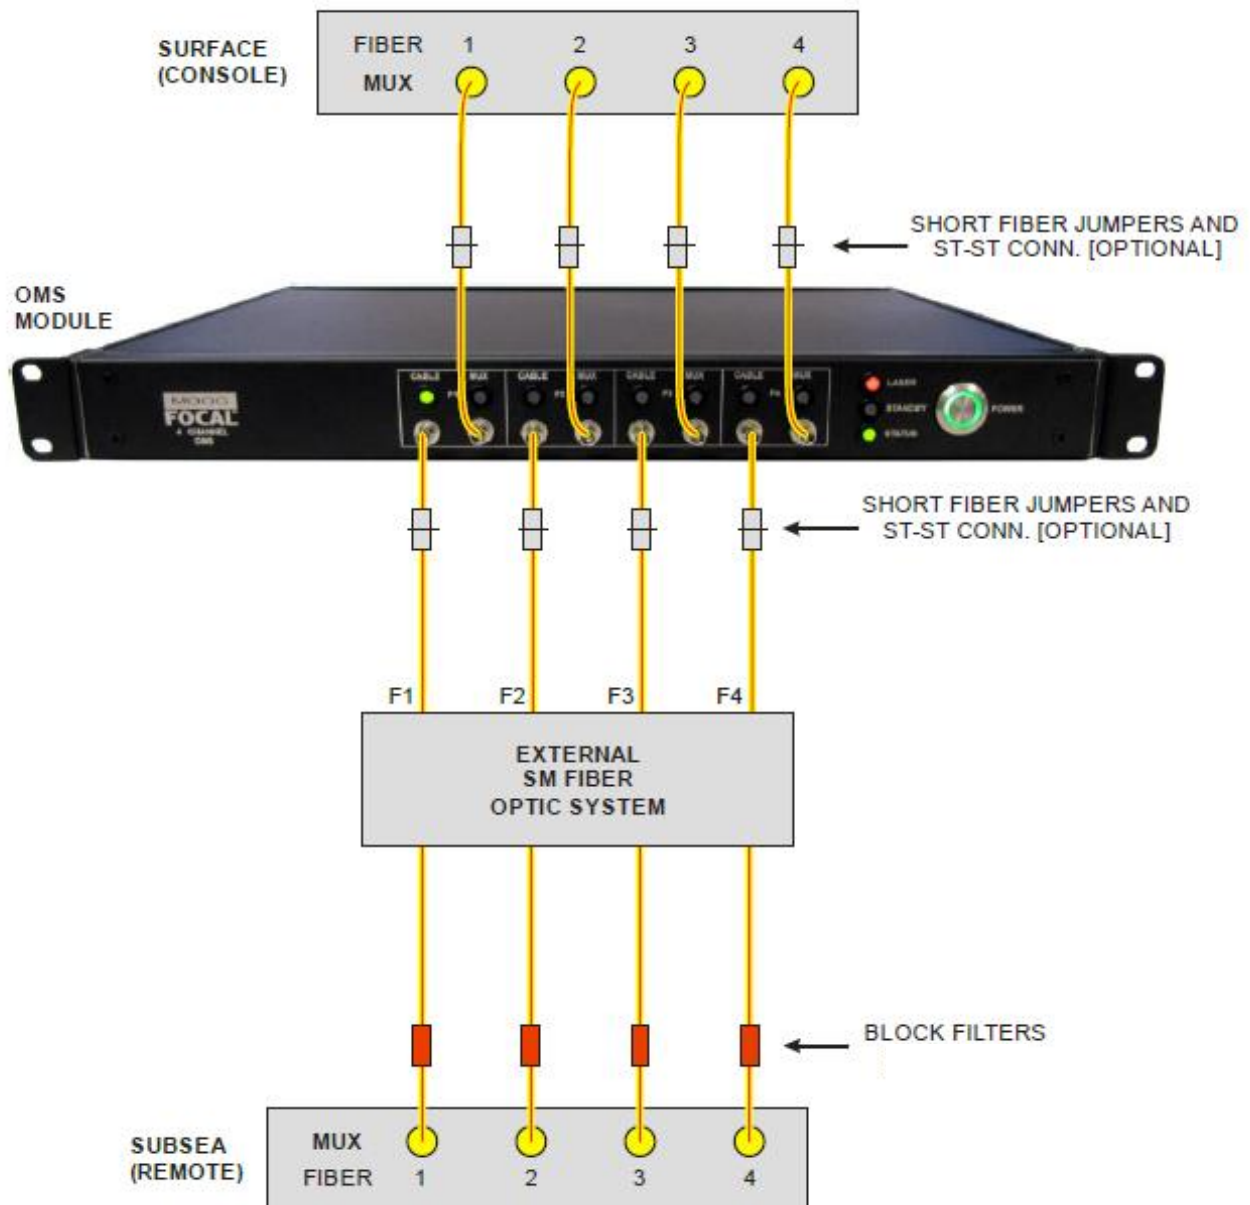 SURFACE
(CONSOLE)
FIBER 1 2 3 4
MUX
SHORT FIBER JUMPERS AND
ST-ST CONN. [OPTIONAL]
OMS
MODULE
CABLE MUX CABLE MUX CABLE MUX CABLE MUX
LASER
STANDBY
STATUS
POWER
MOOG
FOCAL
4 CHANNEL
OMS
SHORT FIBER JUMPERS AND
ST-ST CONN. [OPTIONAL]
F1 F2 F3 F4
EXTERNAL
SM FIBER
OPTIC SYSTEM
BLOCK FILTERS
SUBSEA
(REMOTE)
MUX
FIBER 1 2 3 4